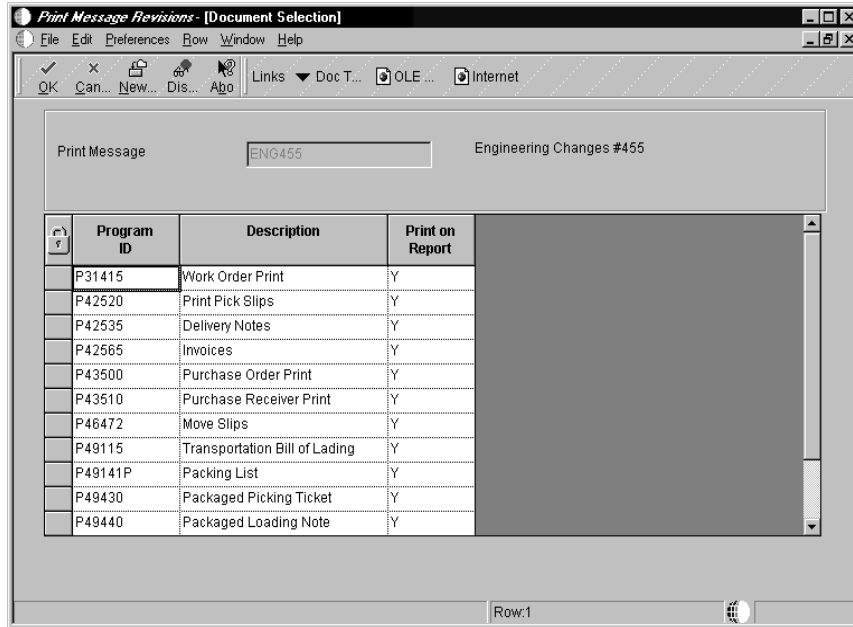 Print Message Revisions - [Document Selection]
File Edit Preferences Row Window Help
OK Can... New... Dis... Abo Links Doc T... OLE ... Internet
Print Message ENG455 Engineering Changes #455
Program ID Description Print on Report
P31415 Work Order Print Y
P42520 Print Pick Slips Y
P42535 Delivery Notes Y
P42565 Invoices Y
P43500 Purchase Order Print Y
P43510 Purchase Receiver Print Y
P46472 Move Slips Y
P49115 Transportation Bill of Lading Y
P49141P Packing List Y
P49430 Packaged Picking Ticket Y
P49440 Packaged Loading Note Y
Row:1